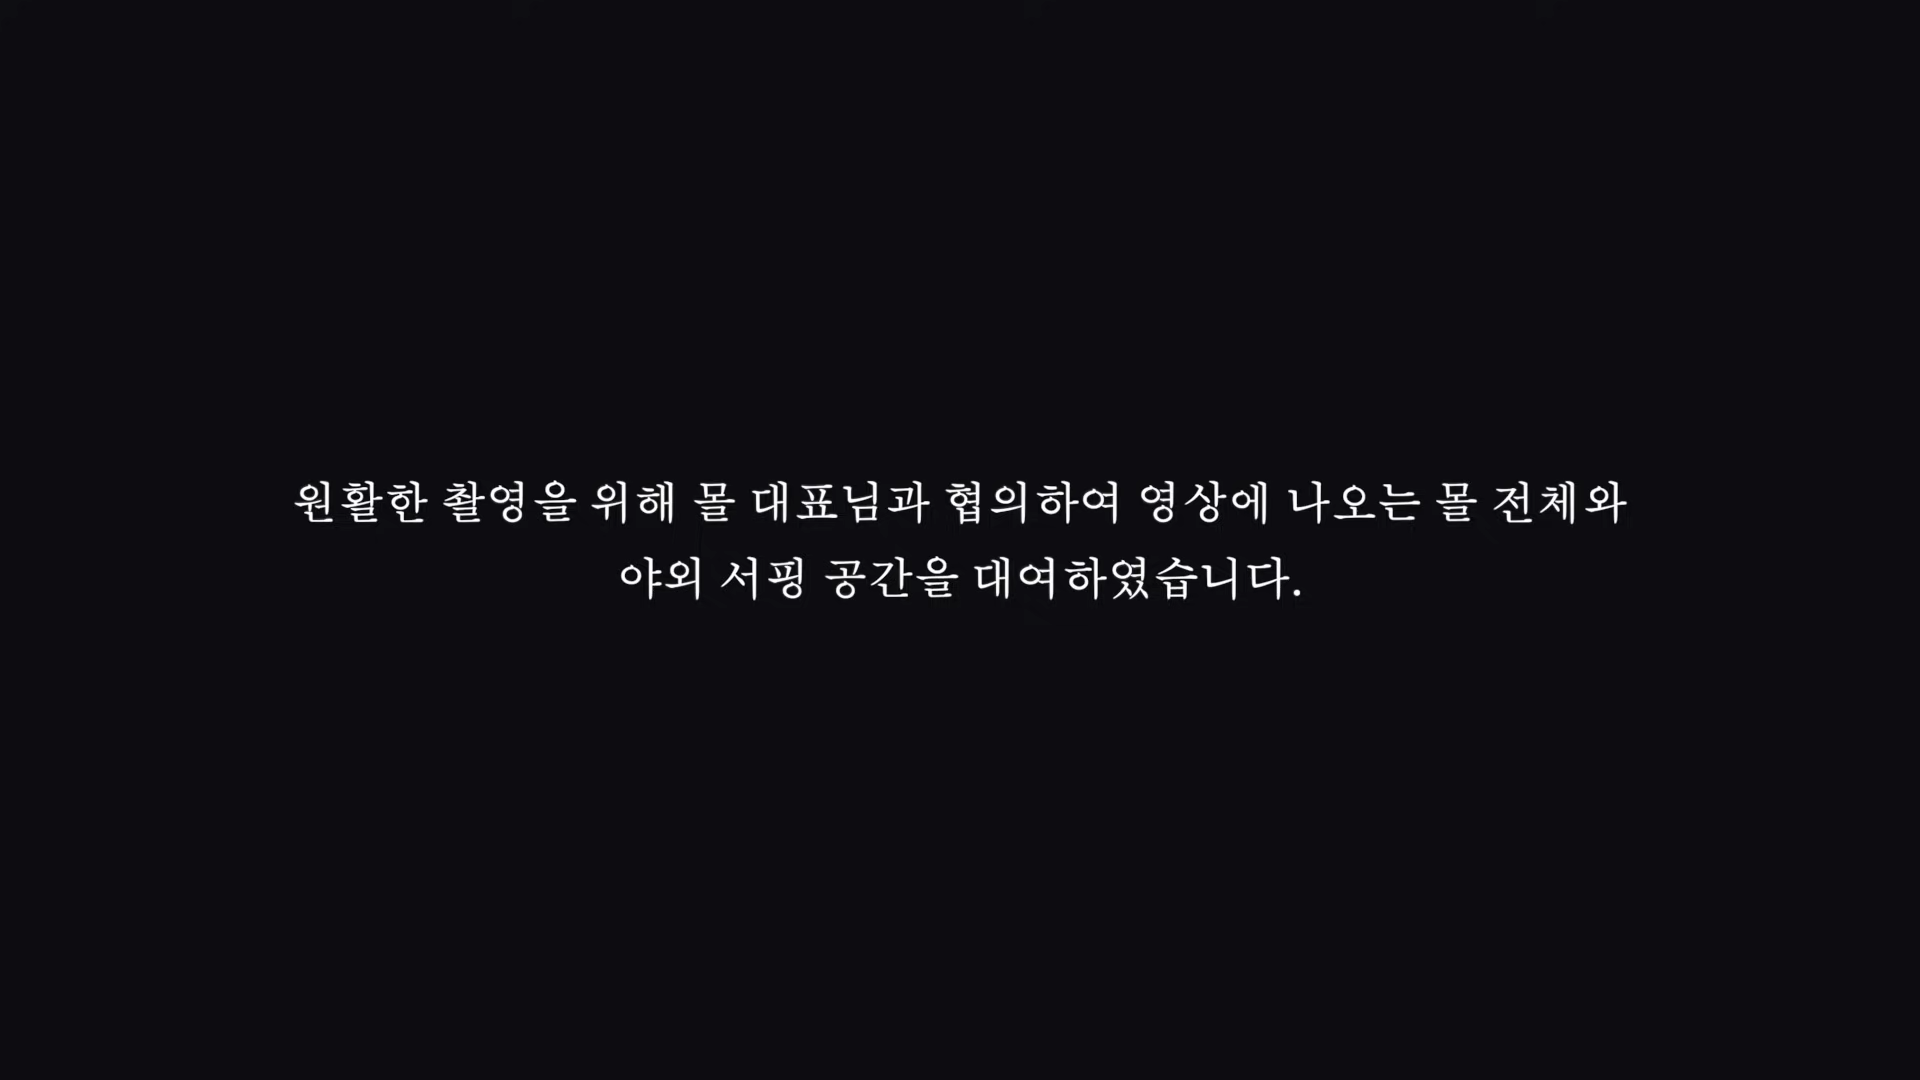 원활한 촬영을 위해 몰 대표님과 협의하여 영상에 나오는 몰 전체와
야외 서핑 공간을 대여하였습니다.